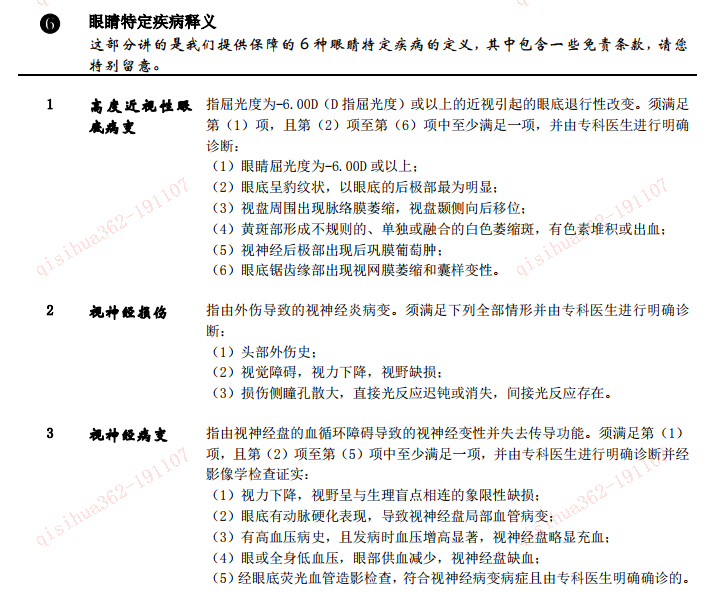 6 眼睛特定疾病释义
这部分讲的是我们提供保障的 6 种眼睛特定疾病的定义，其中包含一些免责条款，请您
特别留意。
1 高度近视性眼 指屈光度为-6.00D（D 指屈光度）或以上的近视引起的眼底退行性改变。须满足
底病变 第（1）项，且第（2）项至第（6）项中至少满足一项，并由专科医生进行明确
诊断：
（1）眼睛屈光度为-6.00D 或以上；
（2）眼底呈豹纹状，以眼底的后极部最为明显；
（3）视盘周围出现脉络膜萎缩，视盘颞侧向后移位；
（4）黄斑部形成不规则的、单独或融合的白色萎缩斑，有色素堆积或出血；
（5）视神经后极部出现后巩膜葡萄肿；
（6）眼底锯齿缘部出现视网膜萎缩和囊样变性。
2 视神经损伤 指由外伤导致的视神经炎病变。须满足下列全部情形并由专科医生进行明确诊
断：
（1）头部外伤史；
（2）视觉障碍，视力下降，视野缺损；
（3）损伤侧瞳孔散大，直接光反应迟钝或消失，间接光反应存在。
3 视神经病变 指由视神经盘的血循环障碍导致的视神经变性并失去传导功能。须满足第（1）
项，且第（2）项至第（5）项中至少满足一项，并由专科医生进行明确诊断并经
影像学检查证实：
（1）视力下降，视野呈与生理盲点相连的象限性缺损；
（2）眼底有动脉硬化表现，导致视神经盘局部血管病变；
（3）有高血压病史，且发病时血压增高显著，视神经盘略显充血；
（4）眼或全身低血压，眼部供血减少，视神经盘缺血；
（5）经眼底荧光血管造影检查，符合视神经病变病症且由专科医生明确确诊的。
qisihua362-191107
qisihua362-191107
qisihua362-191107
qisihua362-191107